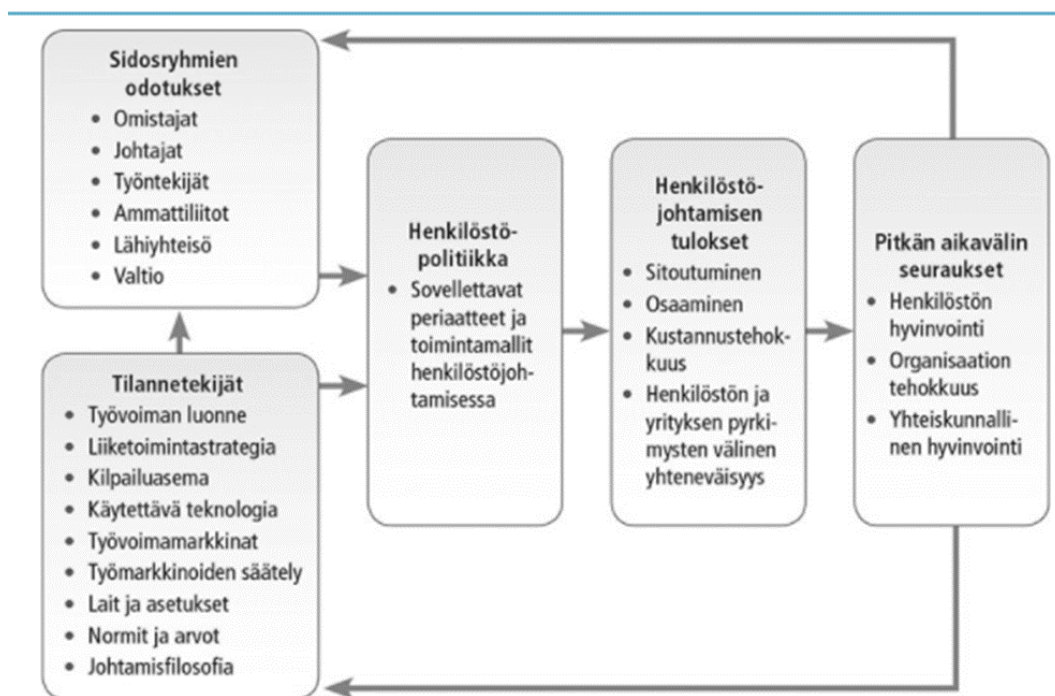 Sidosryhmien
odotukset
• Omistajat
• Johtajat
• Työntekijät
• Ammattiliitot
• Lähiyhteisö
• Valtio
Tilannetekijät
• Työvoiman luonne
• Liiketoimintastrategia
• Kilpailuasema
• Käytettävä teknologia
• Työvoimamarkkinat
• Työmarkkinoiden säätely
• Lait ja asetukset
• Normit ja arvot
• Johtamisfilosofia
Henkilöstö-
politiikka
• Sovellettavat
periaatteet ja
toimintamallit
henkilöstöjoh-
tamisessa
Henkilöstö-
johtamisen
tulokset
• Sitoutuminen
• Osaaminen
• Kustannustehok-
kuus
• Henkilöstön ja
yrityksen pyrki-
mysten välinen
yhteneväisyys
Pitkän aikavälin
seuraukset
• Henkilöstön
hyvinvointi
• Organisaation
tehokkuus
• Yhteiskunnalli-
nen hyvinvointi